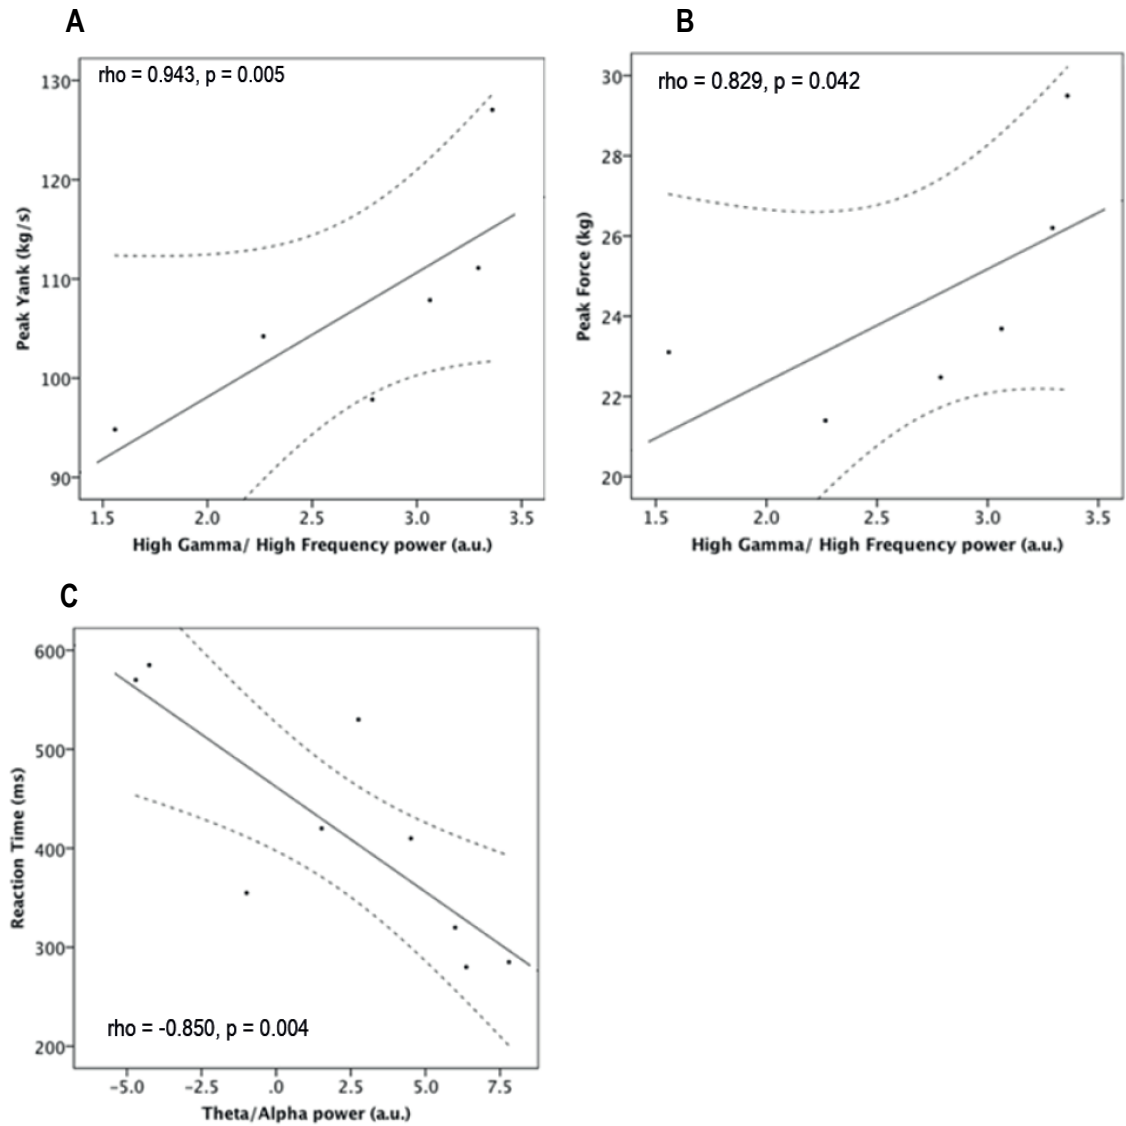 A
rho = 0.943, p = 0.005
130
120
110
100
90
Peak Yank (kg/s)
1.5 2.0 2.5 3.0 3.5
High Gamma/ High Frequency power (a.u.)
B
rho = 0.829, p = 0.042
30
28
26
24
22
20
Peak Force (kg)
1.5 2.0 2.5 3.0 3.5
High Gamma/ High Frequency power (a.u.)
C
600
500
400
300
200
Reaction Time (ms)
rho = -0.850, p = 0.004
-5.0 -2.5 .0 2.5 5.0 7.5
Theta/Alpha power (a.u.)